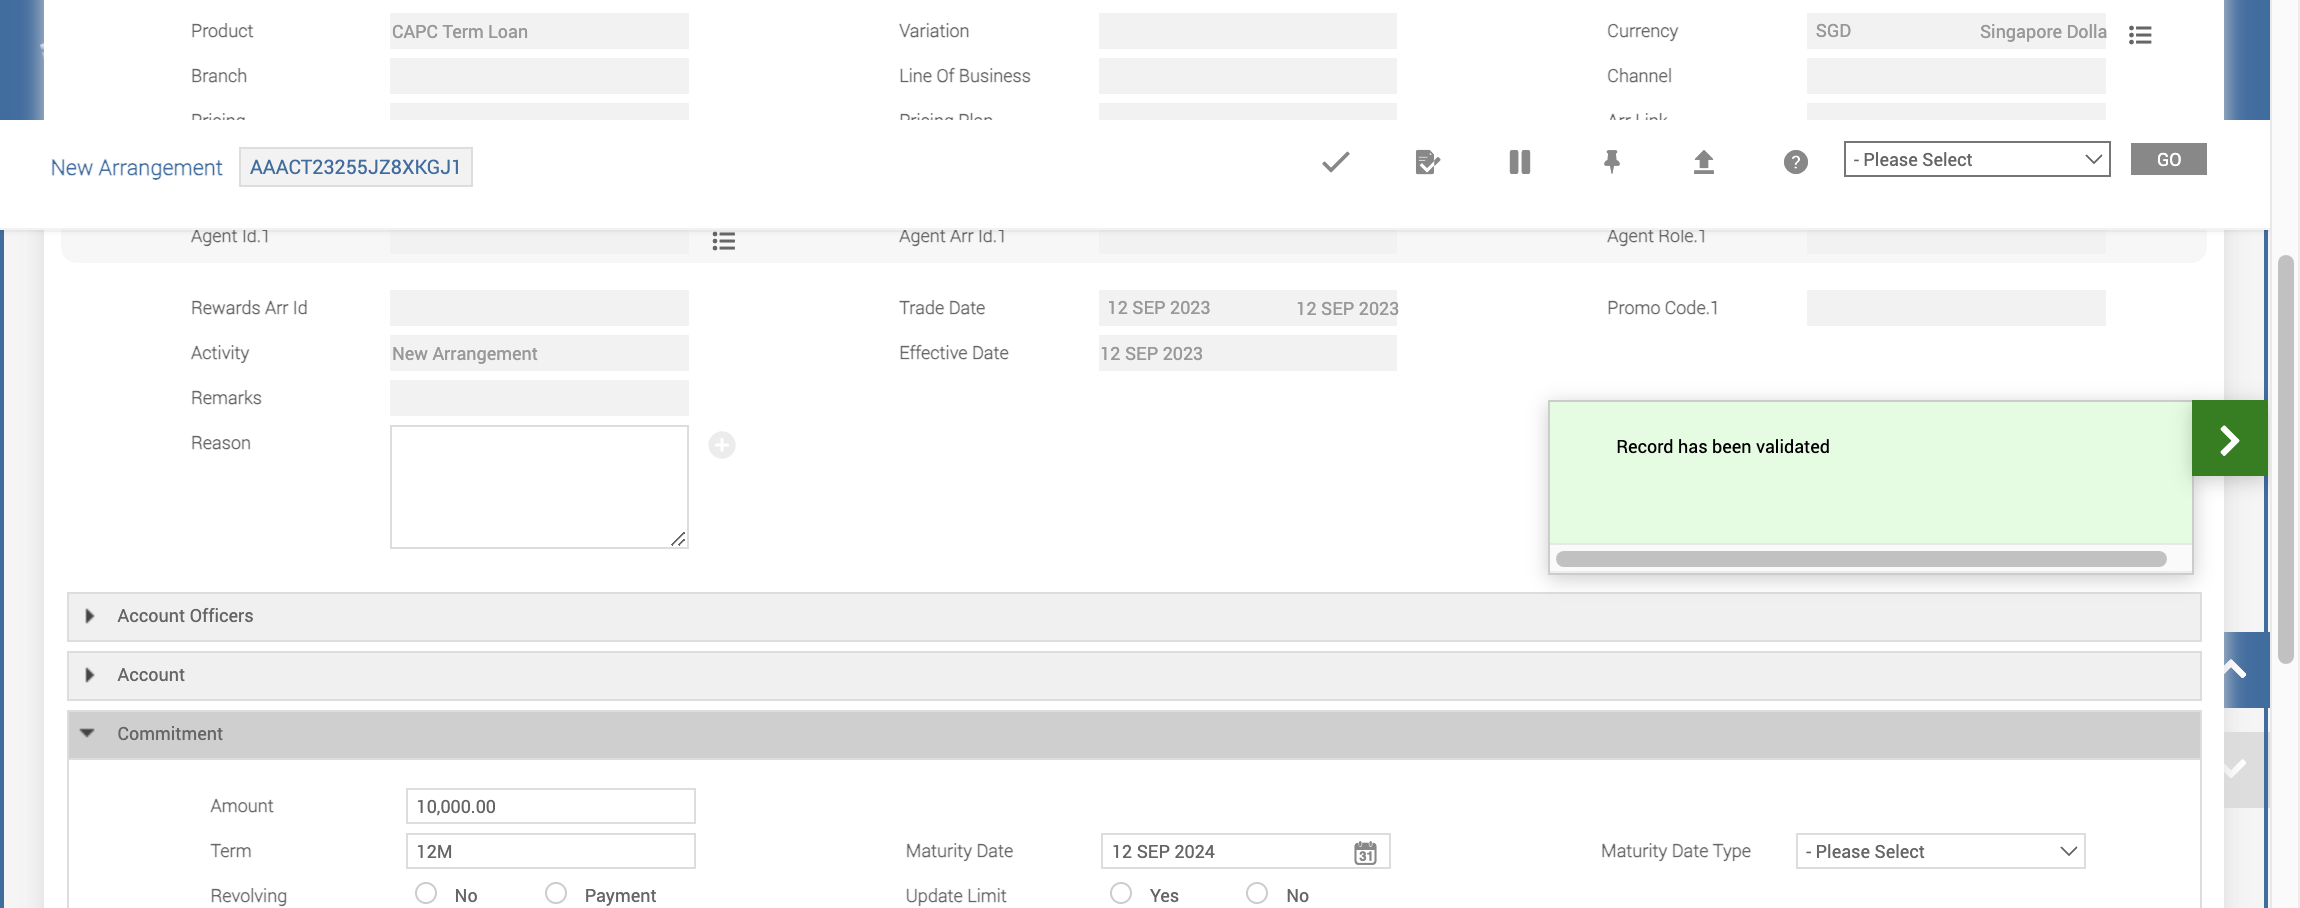 Product CAPC Term Loan Variation Currency SGD Singapore Dolla
Branch Line Of Business Channel
Pricing Pricing Plan Arr Link
New Arrangement AAACT23255JZ8XKGJ1 ? - Please Select GO
Agent Id.1 Agent Arr Id.1 Agent Role.1
Rewards Arr Id Trade Date 12 SEP 2023 12 SEP 2023 Promo Code.1
Activity New Arrangement Effective Date 12 SEP 2023
Remarks
Reason
Record has been validated
Account Officers
Account
Commitment
Amount 10,000.00
Term 12M Maturity Date 12 SEP 2024 31 Maturity Date Type - Please Select
Revolving No Payment Update Limit Yes No